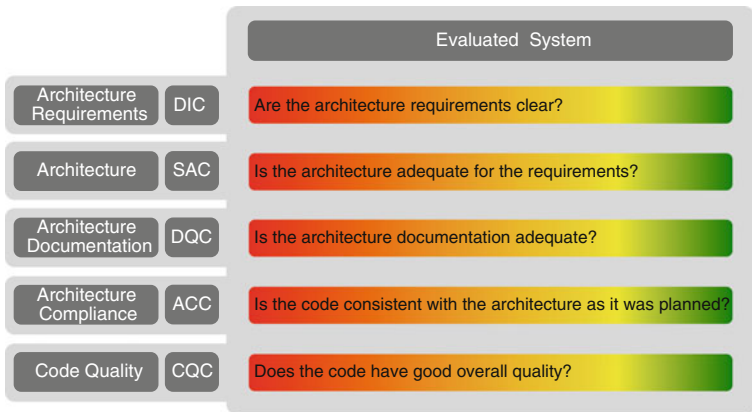 Evaluated System
Architecture
Requirements
DIC
Are the architecture requirements clear?
Architecture
SAC
Is the architecture adequate for the requirements?
Architecture
Documentation
DQC
Is the architecture documentation adequate?
Architecture
Compliance
ACC
Is the code consistent with the architecture as it was planned?
Code Quality
CQC
Does the code have good overall quality?